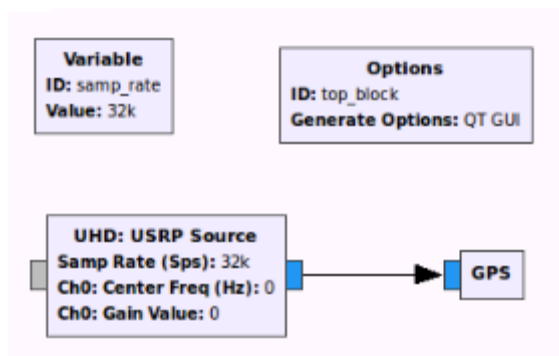 Variable
ID: samp_rate
Value: 32k
Options
ID: top_block
Generate Options: QT GUI
UHD: USRP Source
Samp Rate (Sps): 32k
Ch0: Center Freq (Hz): 0
Ch0: Gain Value: 0
GPS